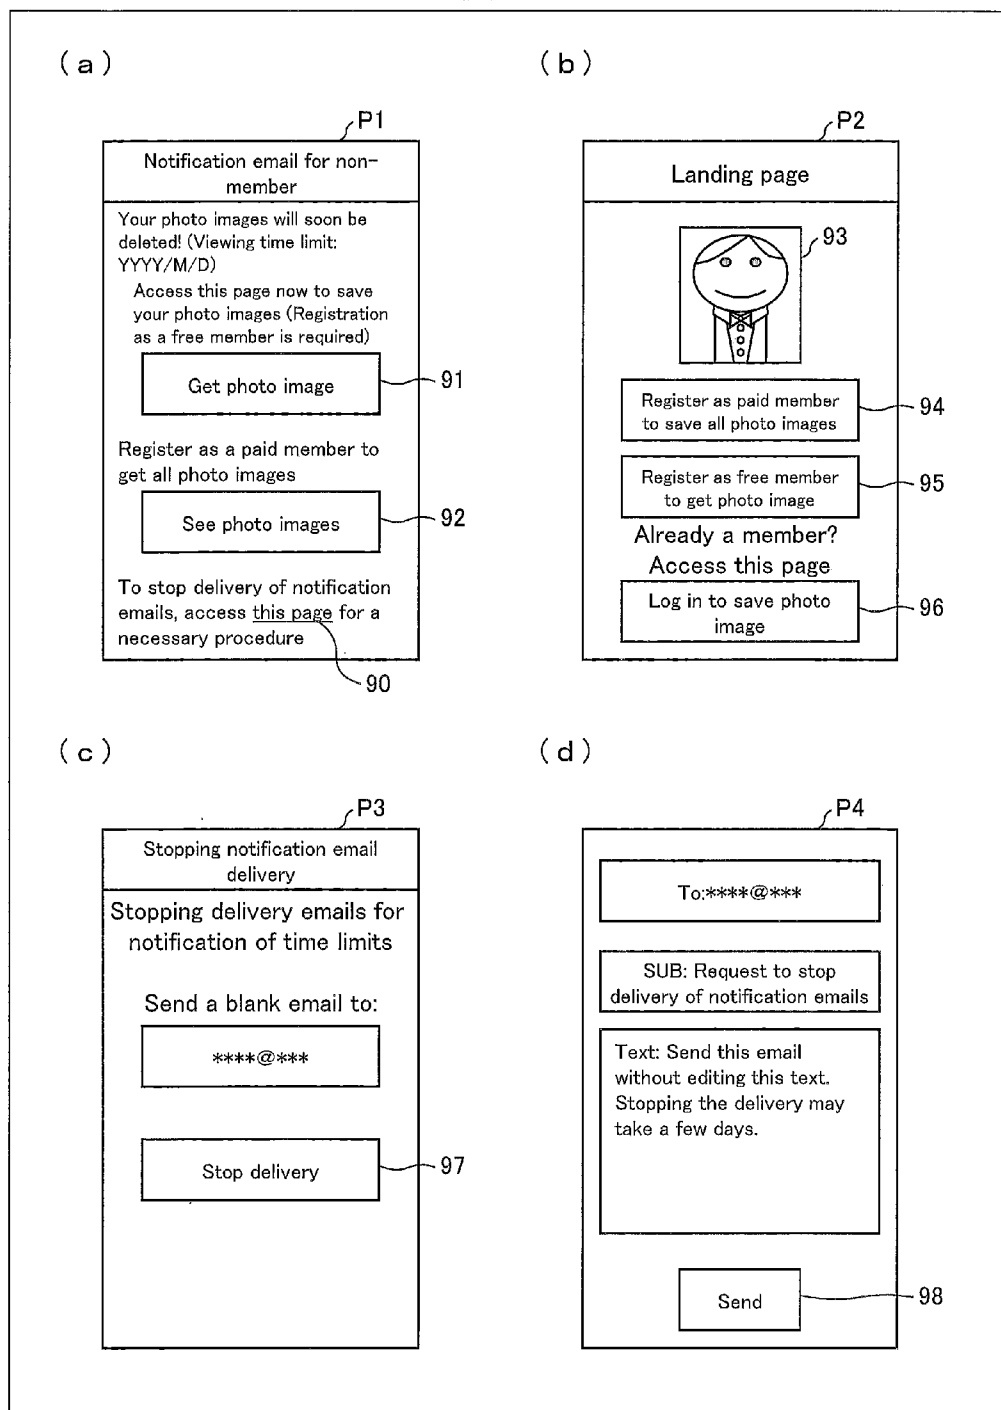 (a)
P1
Notification email for non-
member
Your photo images will soon be
deleted! (Viewing time limit:
YYYY/M/D)
Access this page now to save
your photo images (Registration
as a free member is required)
Get photo image
91
Register as a paid member to
get all photo images
See photo images
92
To stop delivery of notification
emails, access this page for a
necessary procedure
90
(b)
P2
Landing page
93
Register as paid member
to save all photo images
94
Register as free member
to get photo image
95
Already a member?
Access this page
Log in to save photo
image
96
(c)
P3
Stopping notification email
delivery
Stopping delivery emails for
notification of time limits
Send a blank email to:
****@***
Stop delivery
97
(d)
P4
To:****@***
SUB: Request to stop
delivery of notification emails
Text: Send this email
without editing this text.
Stopping the delivery may
take a few days.
Send
98